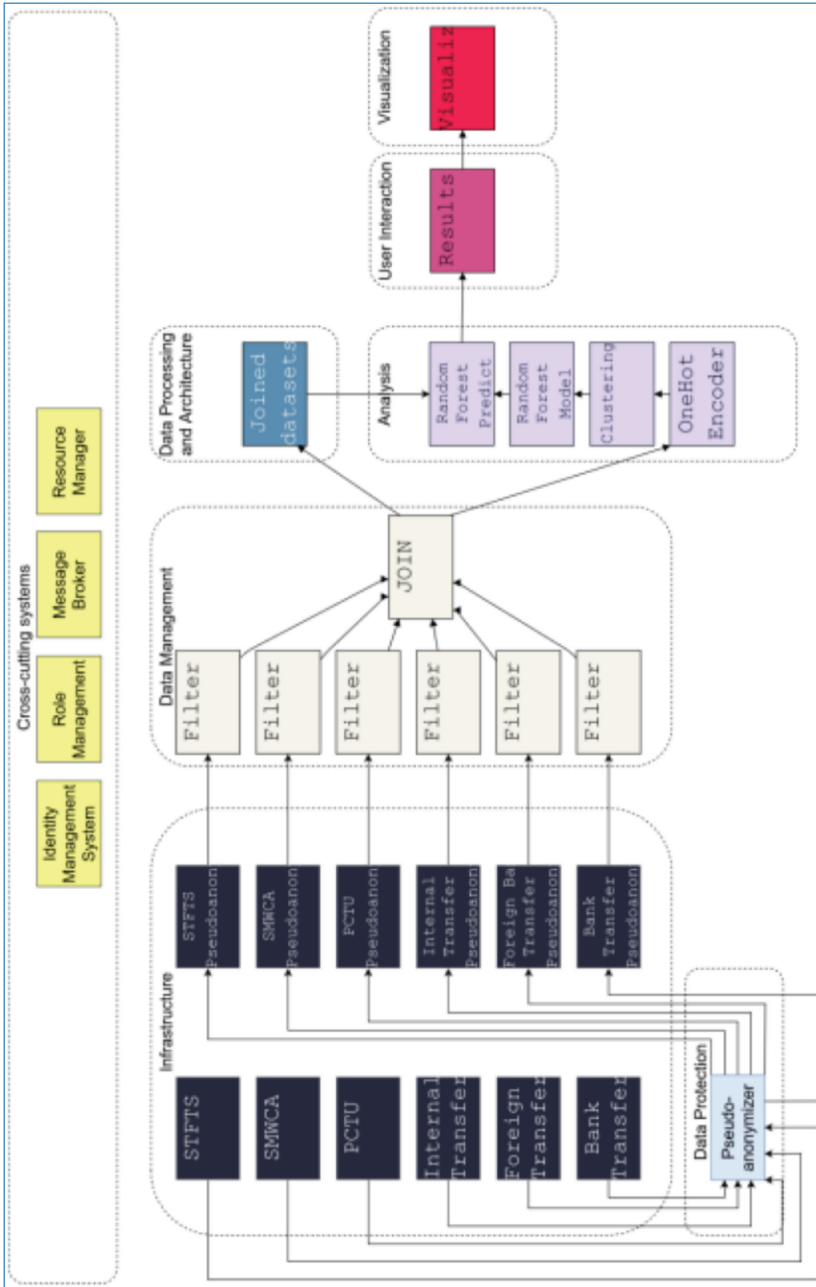 Cross-cutting systems
Identity
Management
System
Role
Management
Message
Broker
Resource
Manager
Infrastructure
STFTS
SMWCA
PCTU
Internal
Transfer
Foreign
Transfer
Bank
Transfer
STFTS
Pseudoanon
SMWCA
Pseudoanon
PCTU
Pseudoanon
Internal
Transfer
Pseudoanon
Foreign Ba
Transfer
Pseudoanon
Bank
Transfer
Pseudoanon
Data Protection
Pseudo-
anonymizer
Data Management
Filter
Filter
Filter
Filter
Filter
Filter
JOIN
Data Processing
and Architecture
Joined
datasets
Analysis
Random
Forest
Predict
Random
Forest
Model
Clustering
OneHot
Encoder
User Interaction
Results
Visualization
Visualiz